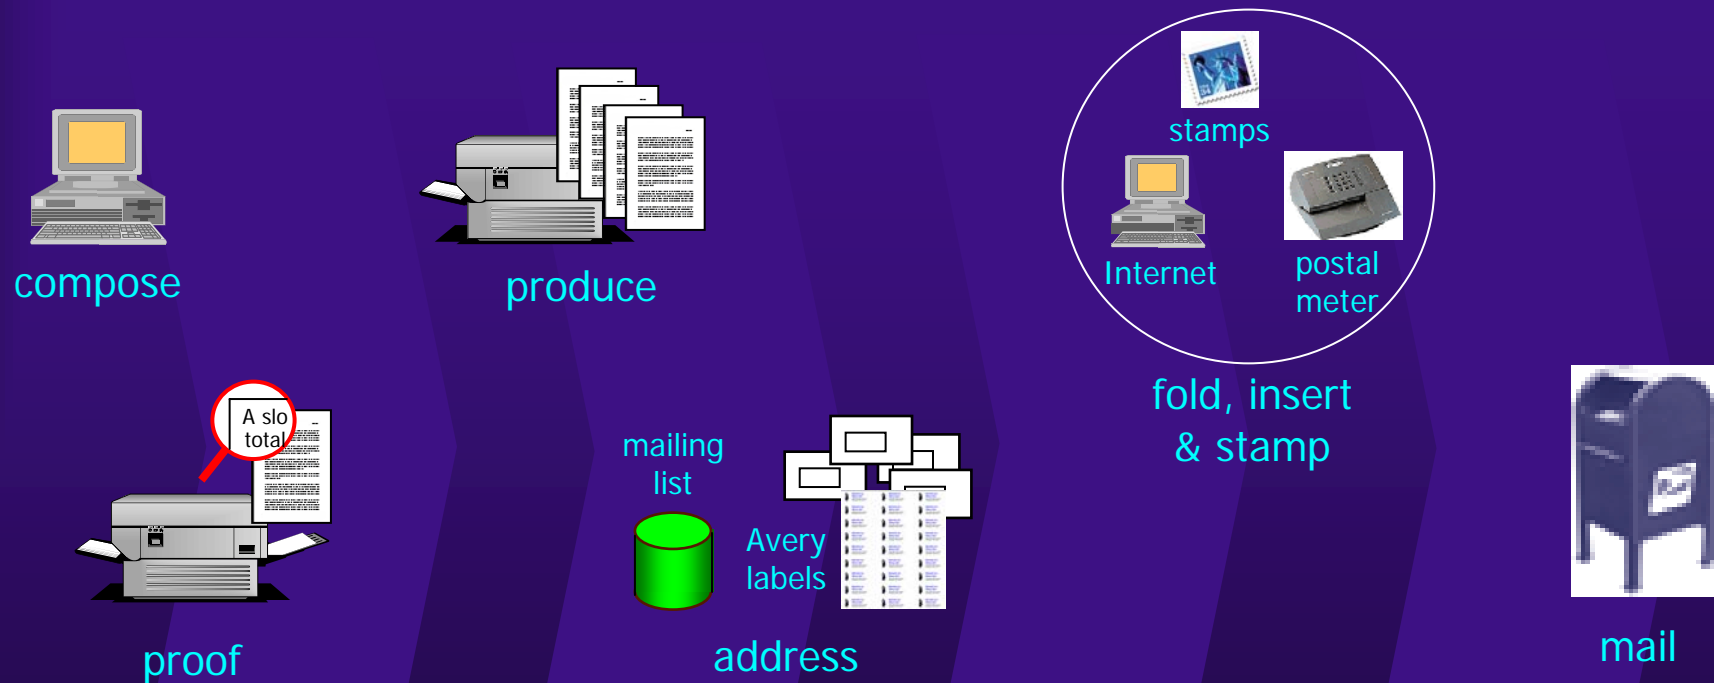 compose
proof
A slo
total
produce
mailing
list
Avery
labels
address
stamps
Internet
postal
meter
fold, insert
& stamp
mail